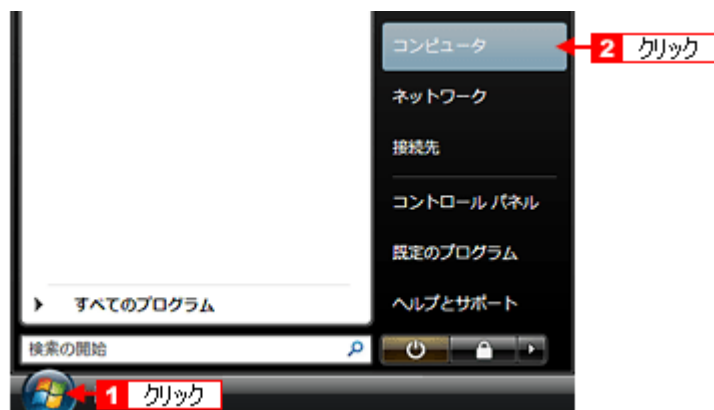 コンピュータ
2 クリック
ネットワーク
接続先
コントロール パネル
既定のプログラム
すべてのプログラム
ヘルプとサポート
検索の開始
1 クリック